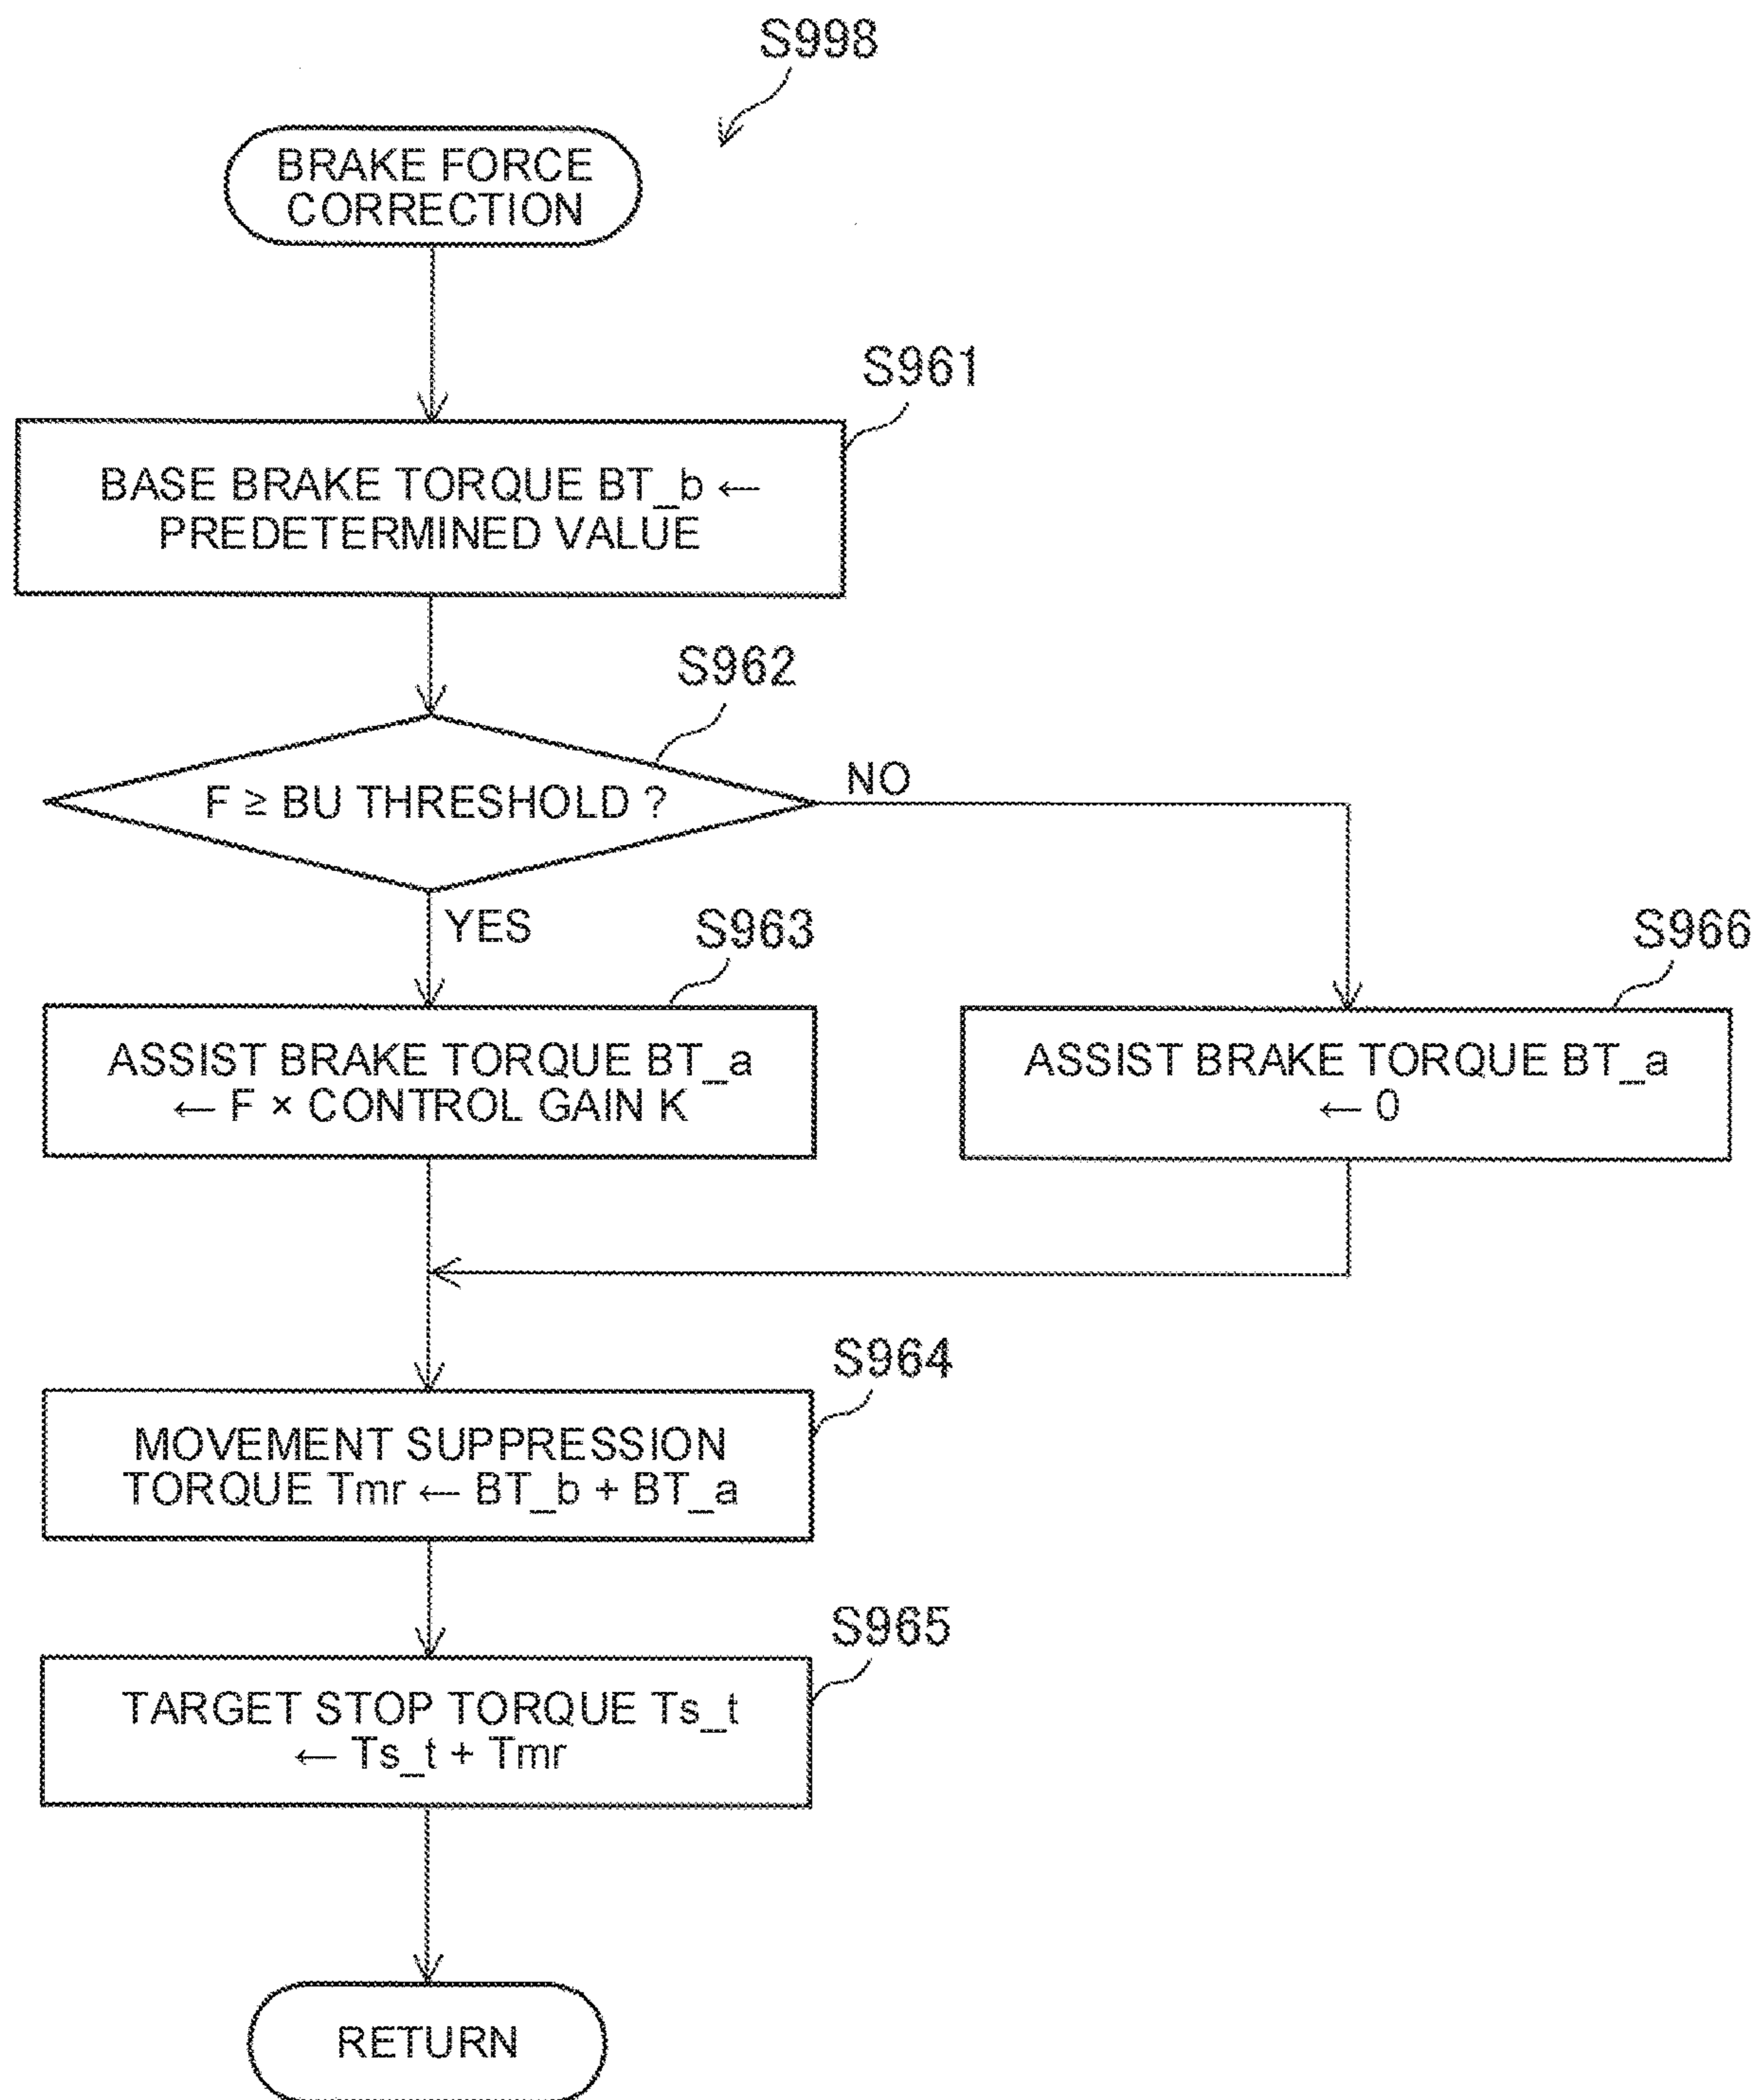 S998
BRAKE FORCE
CORRECTION
S961
BASE BRAKE TORQUE BT_b ←
PREDETERMINED VALUE
S962
F ≥ BU THRESHOLD ?
NO
YES
S963
S966
ASSIST BRAKE TORQUE BT_a
← F × CONTROL GAIN K
ASSIST BRAKE TORQUE BT_a
← 0
S964
MOVEMENT SUPPRESSION
TORQUE Tmr ← BT_b + BT_a
S965
TARGET STOP TORQUE Ts_t
← Ts_t + Tmr
RETURN